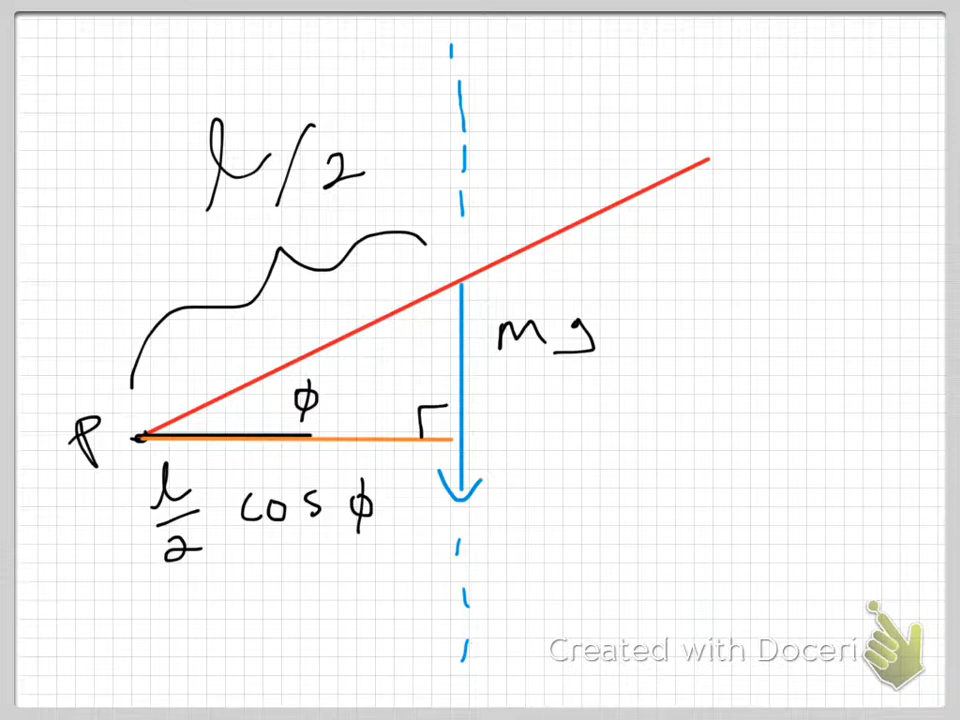 l/2
mg
ϕ
P
l/2 cos ϕ
Created with Doceri